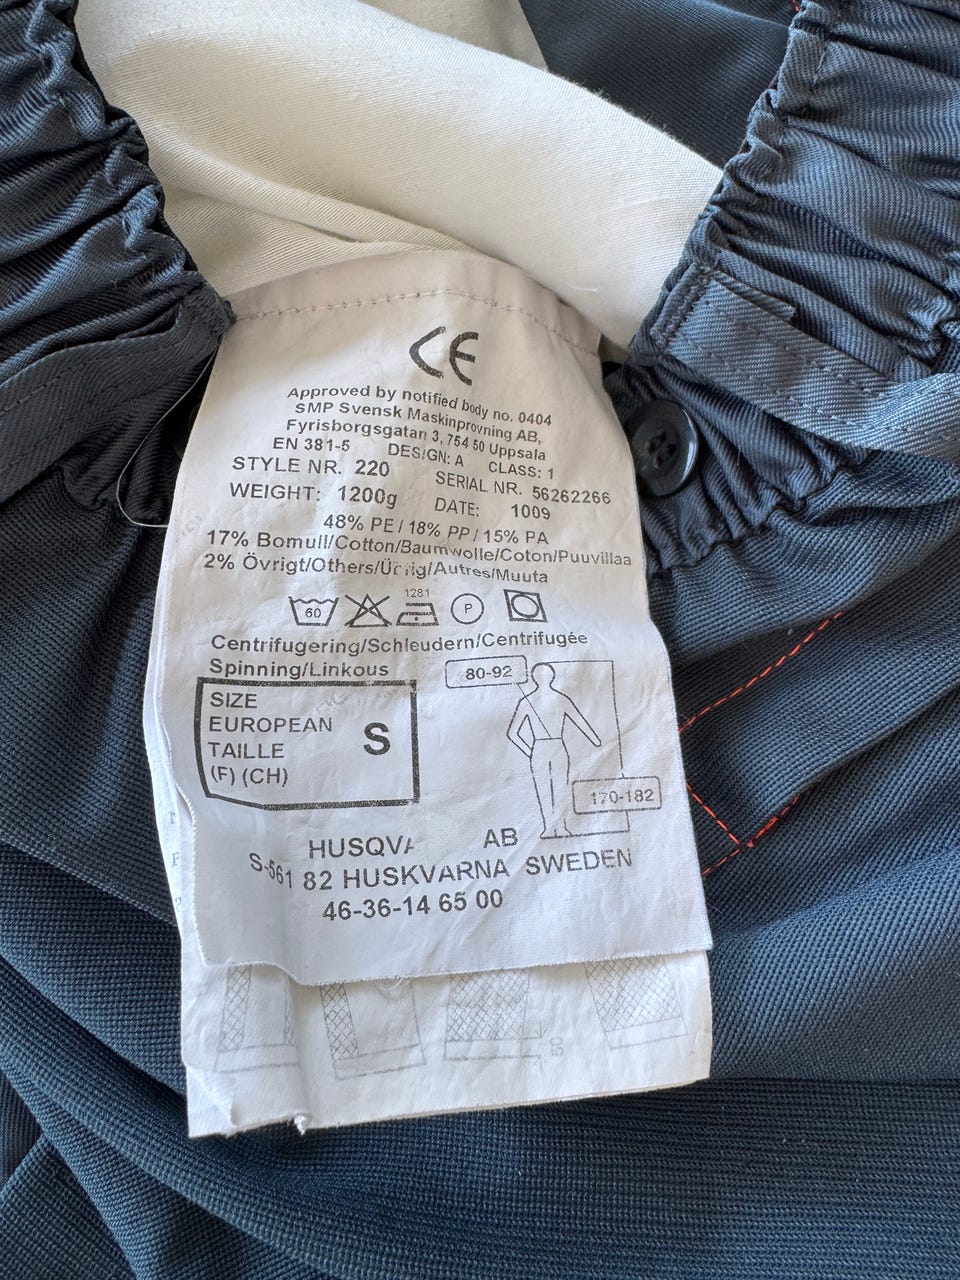 CE
Approved by notified body no. 0404
SMP Svensk Maskinprovning AB,
Fyrisborgsgatan 3, 754 50 Uppsala
EN 381-5 DESIGN: A CLASS: 1
STYLE NR. 220 SERIAL NR. 56262266
WEIGHT: 1200g DATE: 1009
48% PE / 18% PP / 15% PA
17% Bomull/Cotton/Baumwolle/Coton/Puuvillaa
2% Övrigt/Others/Übrig/Autres/Muuta
1281
60 P
Centrifugering/Schleudern/Centrifugée
Spinning/Linkous
80-92
SIZE
EUROPEAN
TAILLE
(F) (CH)
S
170-182
AB
S-561 82 HUSKVARNA SWEDEN
46-36-14 65 00
50